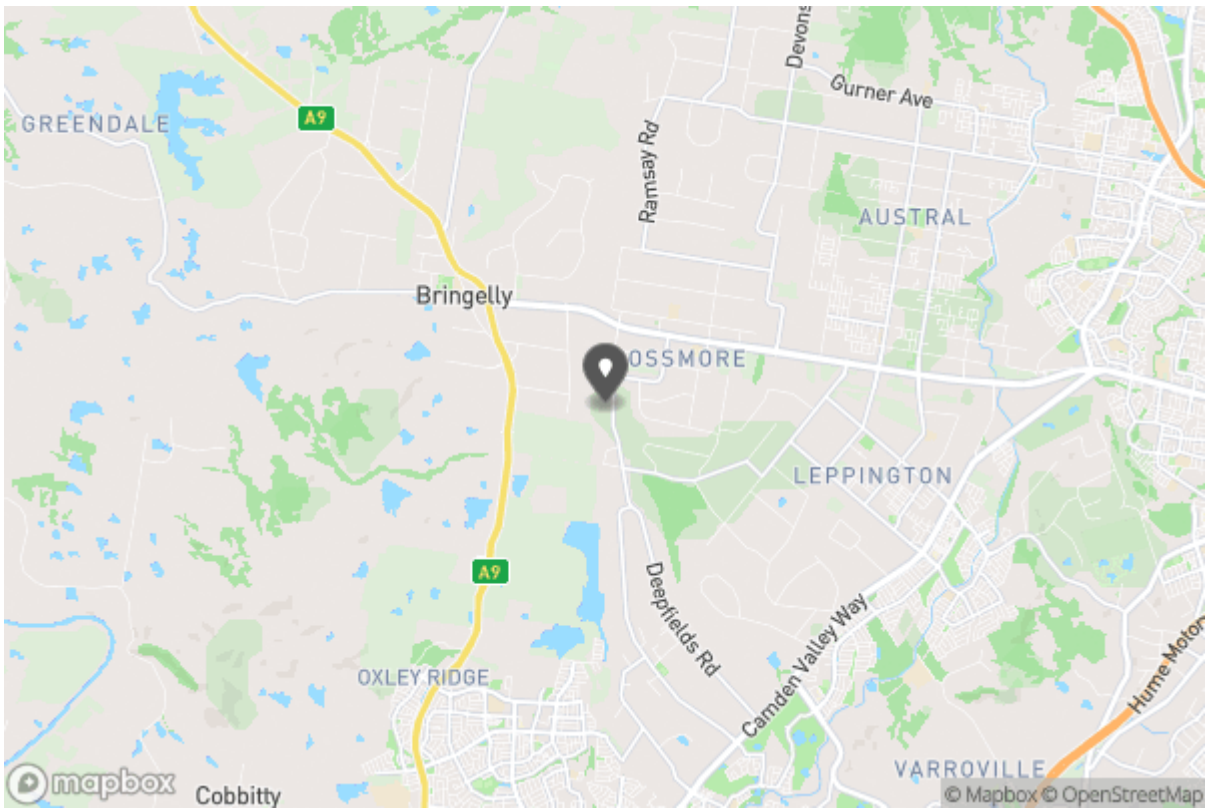 Devons
Gurner Ave
A9
GREENDALE
Ramsay Rd
AUSTRAL
Bringelly
OSSMORE
LEPPINGTON
A9
Deepfields Rd
Camden Valley Way
OXLEY RIDGE
Hume Motor
VARROVILLE
Cobbitty
mapbox
© Mapbox © OpenStreetMap